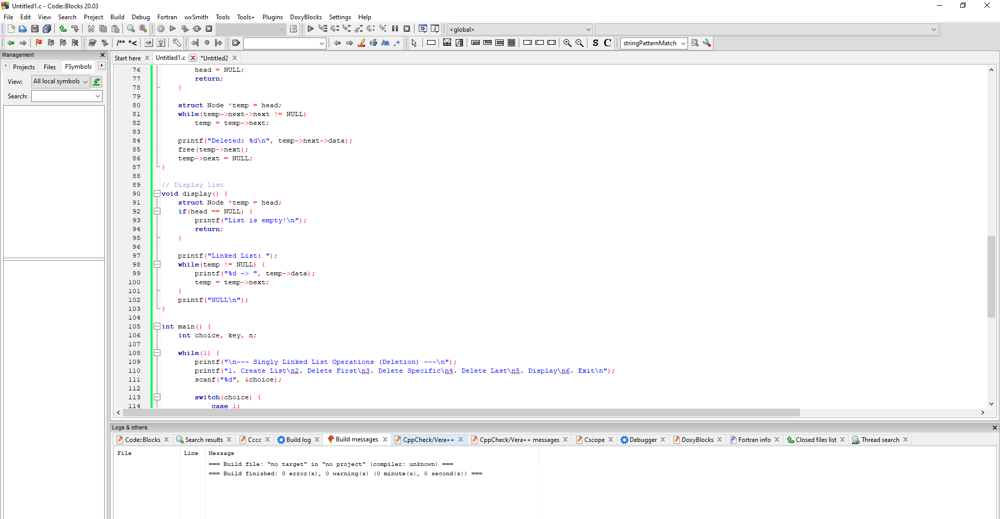 Untitled1.c - Code::Blocks 20.03
File Edit View Search Project Build Debug Fortran wxSmith Tools Tools+ Plugins DoxyBlocks Settings Help
<global>
/** *< Aa .* S C stringPatternMatch
Management
Projects Files FSymbols
View: All local symbols
Search:
Start here Untitled1.c *Untitled2
76 head = NULL;
77 return;
78 }
79
80 struct Node *temp = head;
81 while(temp->next->next != NULL)
82 temp = temp->next;
83
84 printf("Deleted: %d\n", temp->next->data);
85 free(temp->next);
86 temp->next = NULL;
87 }
88
89 // Display list
90 void display() {
91 struct Node *temp = head;
92 if(head == NULL) {
93 printf("List is empty!\n");
94 return;
95 }
96
97 printf("Linked List: ");
98 while(temp != NULL) {
99 printf("%d -> ", temp->data);
100 temp = temp->next;
101 }
102 printf("NULL\n");
103 }
104
105 int main() {
106 int choice, key, n;
107
108 while(1) {
109 printf("\n--- Singly Linked List Operations (Deletion) ---\n");
110 printf("1. Create List\n2. Delete First\n3. Delete Specific\n4. Delete Last\n5. Display\n6. Exit\n");
111 scanf("%d", &choice);
112
113 switch(choice) {
114 case 1:
Logs & others
Code::Blocks Search results Cccc Build log Build messages CppCheck/Vera++ CppCheck/Vera++ messages Cscope Debugger DoxyBlocks Fortran info Closed files list Thread search
File Line Message
=== Build file: "no target" in "no project" (compiler: unknown) ===
=== Build finished: 0 error(s), 0 warning(s) (0 minute(s), 0 second(s)) ===